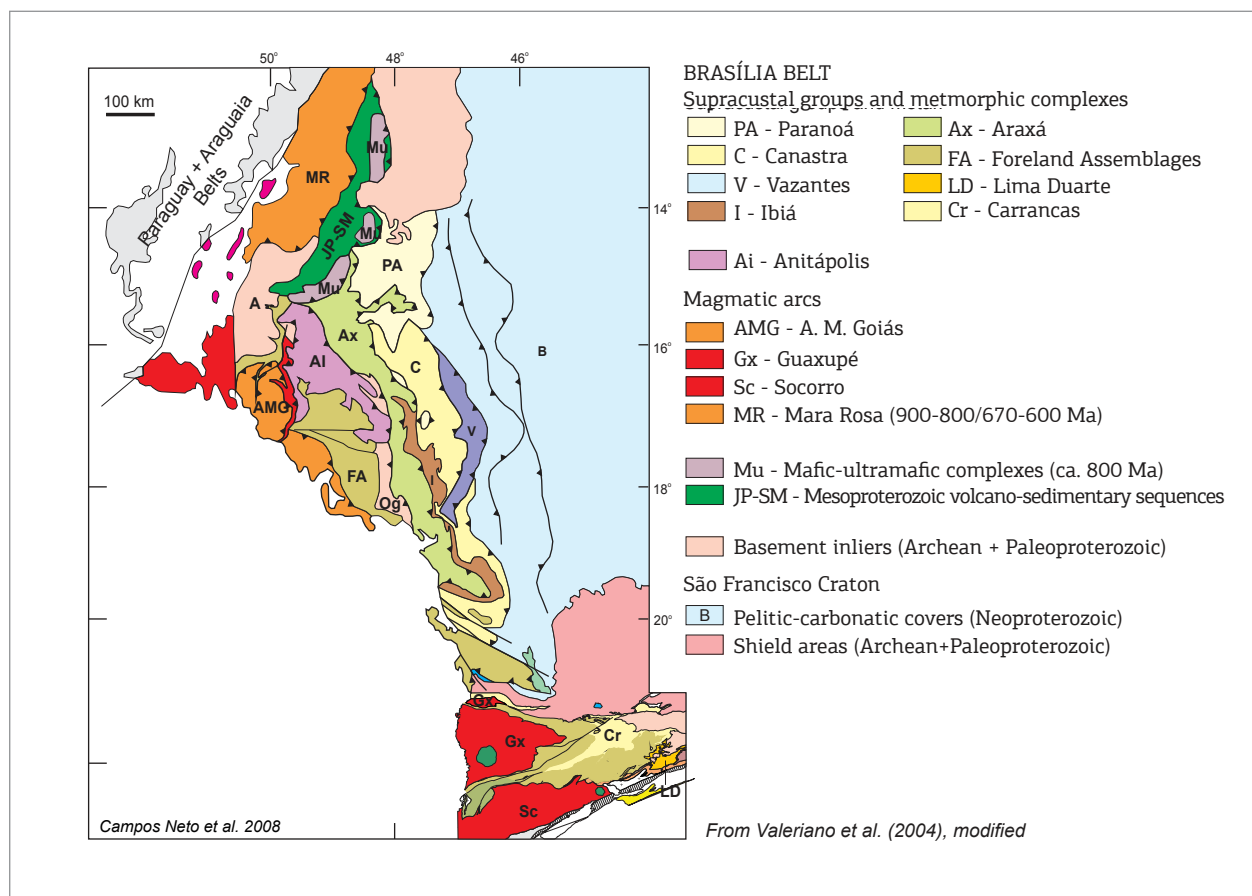 50°
48°
46°
100 km
Paraguay + Araguaia
Belts
MR
Mu
JP-SM
Mu
Mu
PA
A
Ax
AI
C
B
AMG
V
FA
I
Og
14°
16°
18°
20°
Gx
Gx
Cr
Sc
LD
Campos Neto et al. 2008
From Valeriano et al. (2004), modified
BRASÍLIA BELT
Supracustal groups and metmorphic complexes
PA - Paranoá
C - Canastra
V - Vazantes
I - Ibiá
Ax - Araxá
FA - Foreland Assemblages
LD - Lima Duarte
Cr - Carrancas
Ai - Anitápolis
Magmatic arcs
AMG - A. M. Goiás
Gx - Guaxupé
Sc - Socorro
MR - Mara Rosa (900-800/670-600 Ma)
Mu - Mafic-ultramafic complexes (ca. 800 Ma)
JP-SM - Mesoproterozoic volcano-sedimentary sequences
Basement inliers (Archean + Paleoproterozoic)
São Francisco Craton
B Pelitic-carbonatic covers (Neoproterozoic)
Shield areas (Archean+Paleoproterozoic)